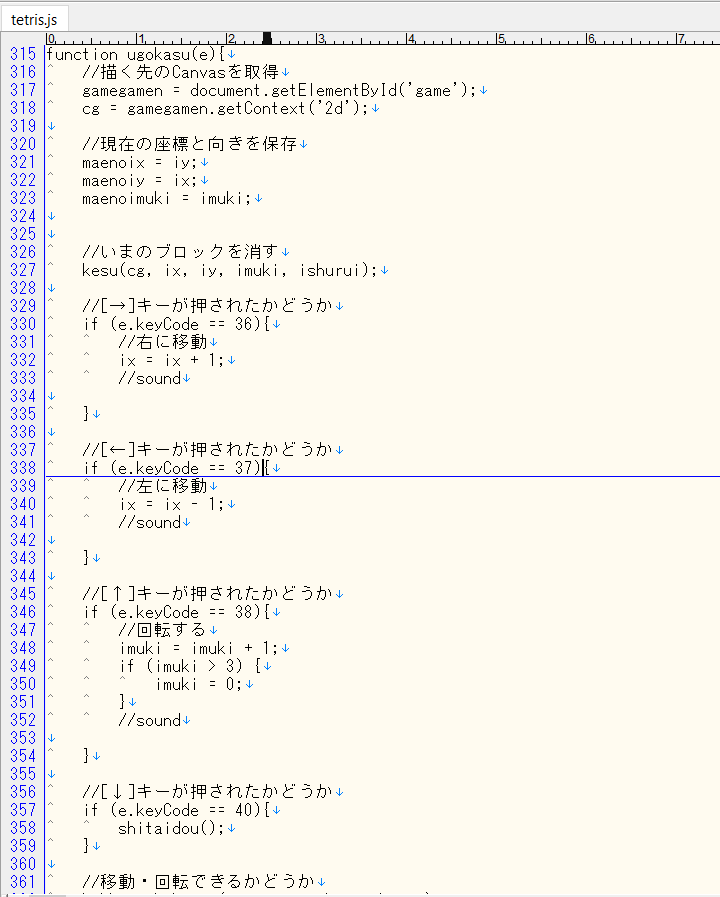 tetris.js
0 1 2 3 4 5 6 7
315 function ugokasu(e){↓
316 //描く先のCanvasを取得↓
317 gamegamen = document.getElementById('game');↓
318 cg = gamegamen.getContext('2d');↓
319 ↓
320 //現在の座標と向きを保存↓
321 maenoix = iy;↓
322 maenoiy = ix;↓
323 maenoimuki = imuki;↓
324 ↓
325 ↓
326 //いまのブロックを消す↓
327 kesu(cg, ix, iy, imuki, ishurui);↓
328 ↓
329 //[→]キーが押されたかどうか↓
330 if (e.keyCode == 36){↓
331 //右に移動↓
332 ix = ix + 1;↓
333 //sound↓
334 ↓
335 }↓
336 ↓
337 //[←]キーが押されたかどうか↓
338 if (e.keyCode == 37){↓
339 //左に移動↓
340 ix = ix - 1;↓
341 //sound↓
342 ↓
343 }↓
344 ↓
345 //[↑]キーが押されたかどうか↓
346 if (e.keyCode == 38){↓
347 //回転する↓
348 imuki = imuki + 1;↓
349 if (imuki > 3) {↓
350 imuki = 0;↓
351 }↓
352 //sound↓
353 ↓
354 }↓
355 ↓
356 //[↓]キーが押されたかどうか↓
357 if (e.keyCode == 40){↓
358 shitaidou();↓
359 }↓
360 ↓
361 //移動・回転できるかどうか↓